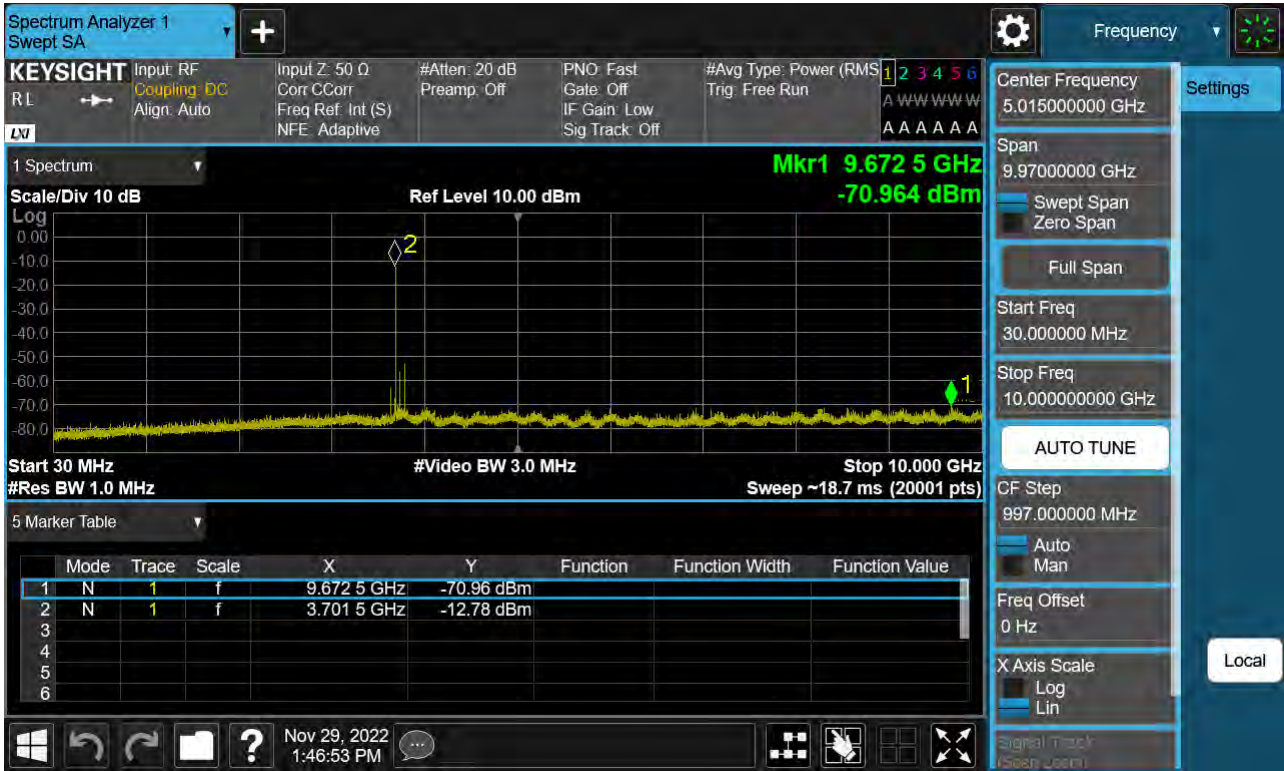 Spectrum Analyzer 1
Swept SA
Frequency
KEYSIGHT
RL
LXI
Input: RF
Coupling: DC
Align: Auto
Input Z: 50 Ω
Corr CCorr
Freq Ref: Int (S)
NFE: Adaptive
#Atten: 20 dB
Preamp: Off
PNO: Fast
Gate: Off
IF Gain: Low
Sig Track: Off
#Avg Type: Power (RMS
Trig: Free Run
1 2 3 4 5 6
A W W W W W
A A A A A A
1 Spectrum
Mkr1 9.672 5 GHz
Scale/Div 10 dB
Ref Level 10.00 dBm
-70.964 dBm
Log
0.00
-10.0
-20.0
-30.0
-40.0
-50.0
-60.0
-70.0
-80.0
2
1
Start 30 MHz
#Video BW 3.0 MHz
Stop 10.000 GHz
#Res BW 1.0 MHz
Sweep ~18.7 ms (20001 pts)
5 Marker Table
Mode Trace Scale X Y Function Function Width Function Value
1 N 1 f 9.672 5 GHz -70.96 dBm
2 N 1 f 3.701 5 GHz -12.78 dBm
3
4
5
6
Nov 29, 2022
1:46:53 PM
?
Center Frequency
5.015000000 GHz
Span
9.97000000 GHz
Swept Span
Zero Span
Full Span
Start Freq
30.000000 MHz
Stop Freq
10.000000000 GHz
AUTO TUNE
CF Step
997.000000 MHz
Auto
Man
Freq Offset
0 Hz
X Axis Scale
Log
Lin
Signal Track
(Span Zoom)
Settings
Local